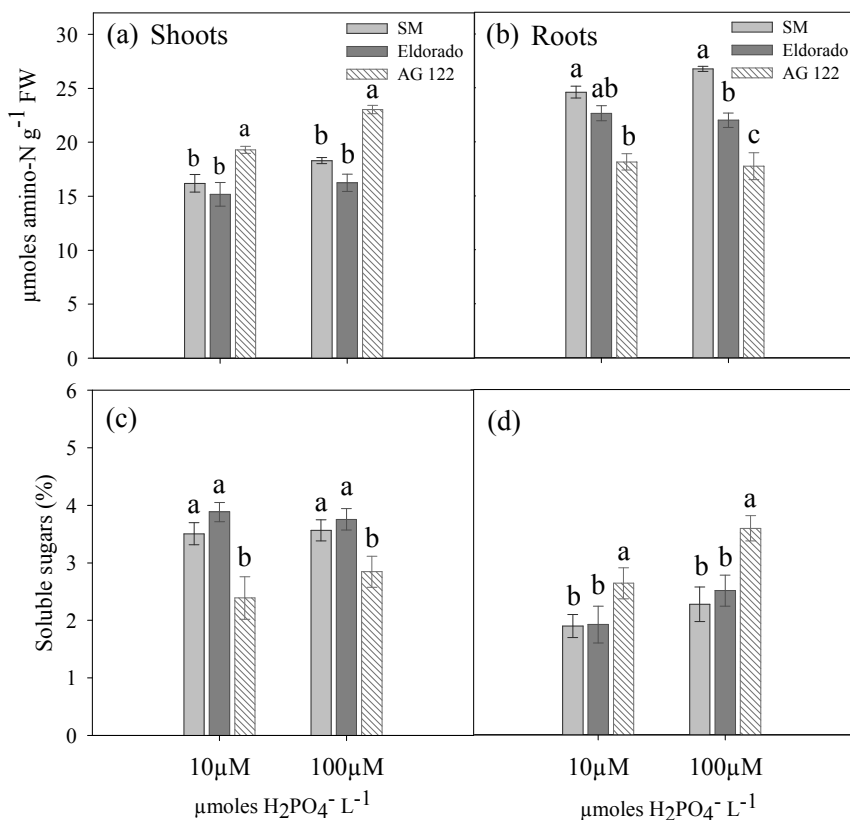 (a) Shoots
SM
Eldorado
AG 122
(b) Roots
SM
Eldorado
AG 122
µmoles amino-N g⁻¹ FW
30
25
20
15
10
5
0
b b a
b b a
a ab b
a b c
(c)
(d)
Soluble sugars (%)
6
5
4
3
2
1
0
a a b
a a b
b b a
b b a
10µM 100µM
10µM 100µM
µmoles H₂PO₄⁻ L⁻¹
µmoles H₂PO₄⁻ L⁻¹